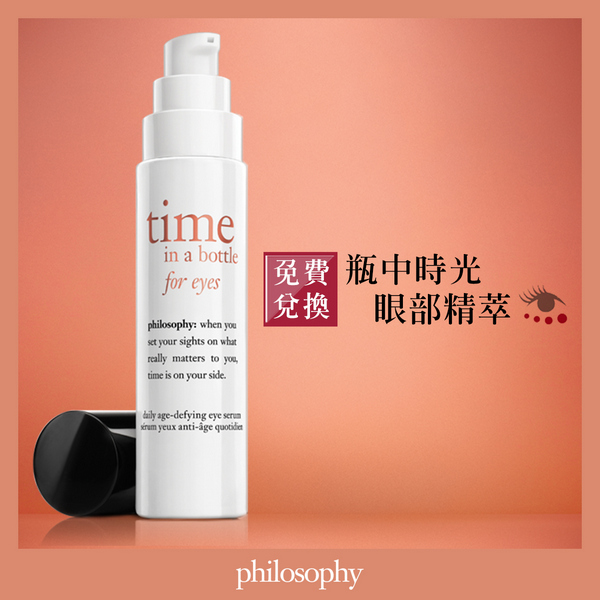 time
in a bottle
for eyes
philosophy: when you
set your sights on what
really matters to you,
time is on your side.
daily age-defying eye serum
sérum yeux anti-âge quotidien
免費
兌換
瓶中時光
眼部精萃
philosophy